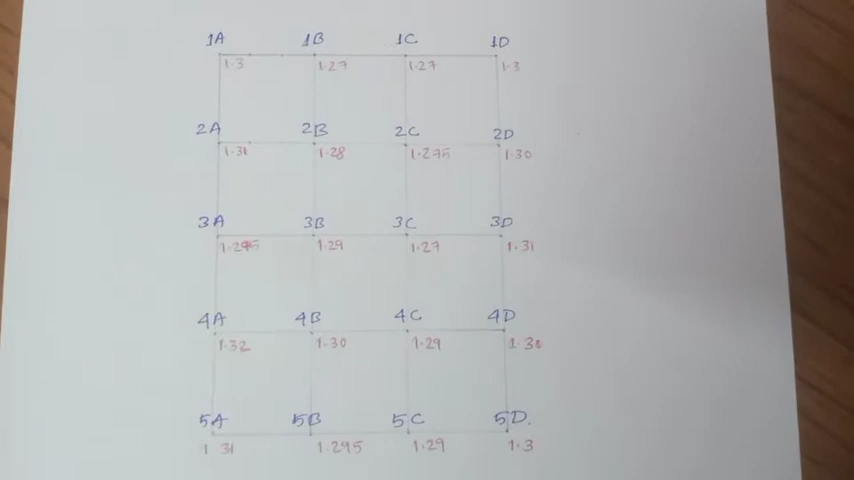 1A 1B 1C 1D
1.3 1.27 1.27 1.3
2A 2B 2C 2D
1.31 1.28 1.275 1.30
3A 3B 3C 3D
1.295 1.29 1.27 1.31
4A 4B 4C 4D
1.32 1.30 1.29 1.30
5A 5B 5C 5D.
1 31 1.295 1.29 1.3